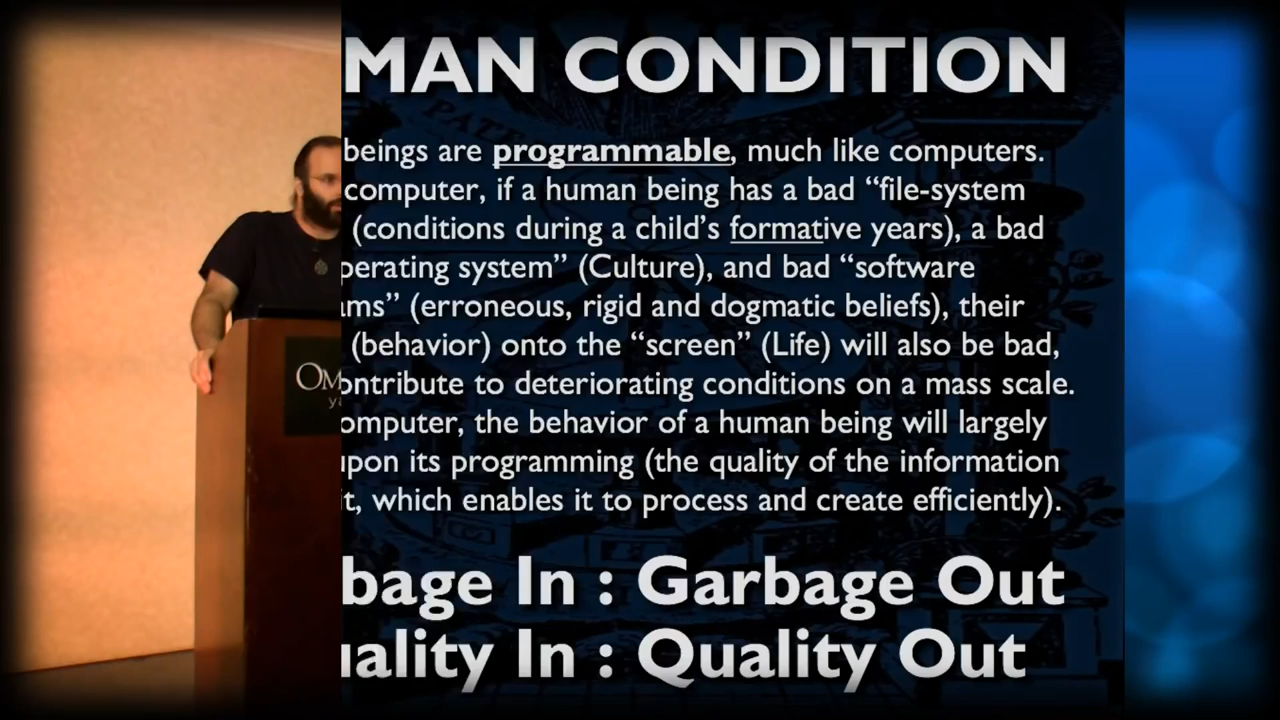 MAN CONDITION
beings are programmable, much like computers.
computer, if a human being has a bad “file-system
(conditions during a child’s formative years), a bad
perating system” (Culture), and bad “software
ams” (erroneous, rigid and dogmatic beliefs), their
(behavior) onto the “screen” (Life) will also be bad,
ontribute to deteriorating conditions on a mass scale.
omputer, the behavior of a human being will largely
upon its programming (the quality of the information
it, which enables it to process and create efficiently).
bage In : Garbage Out
uality In : Quality Out
OM